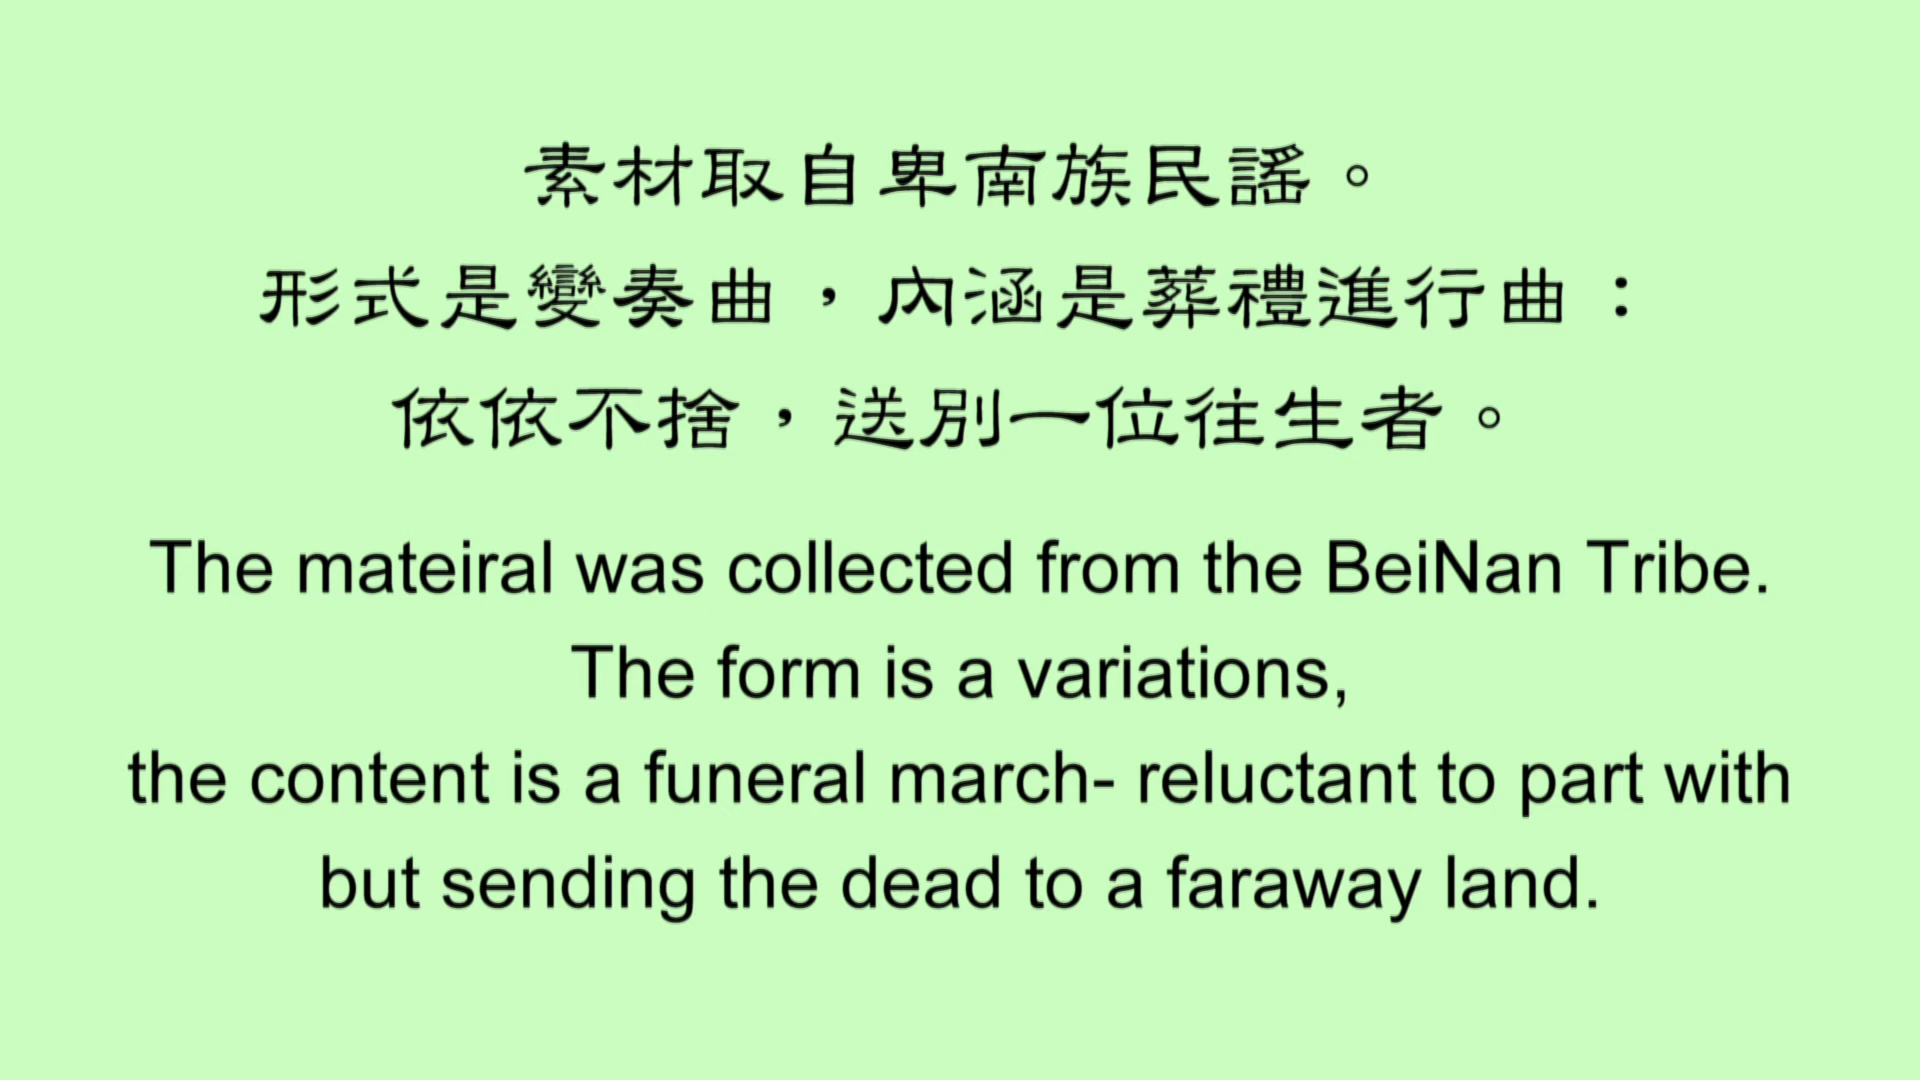 素材取自卑南族民謠。
形式是變奏曲，內涵是葬禮進行曲：
依依不捨，送別一位往生者。
The mateiral was collected from the BeiNan Tribe.
The form is a variations,
the content is a funeral march- reluctant to part with
but sending the dead to a faraway land.